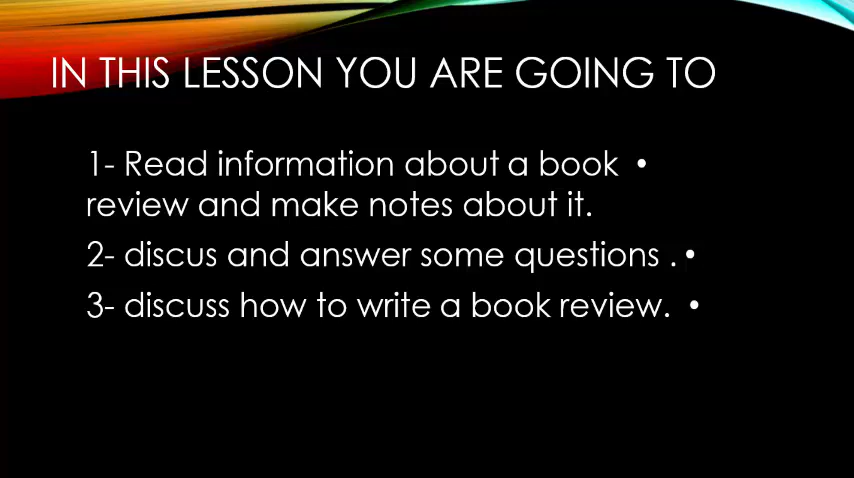 IN THIS LESSON YOU ARE GOING TO
1- Read information about a book •
review and make notes about it.
2- discus and answer some questions . •
3- discuss how to write a book review. •